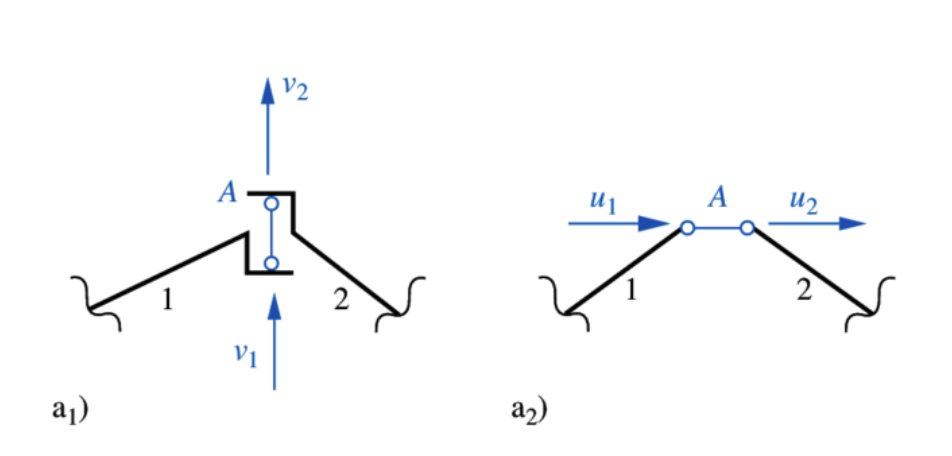 v₂
A
1
2
v₁
a₁)
u₁
A
u₂
1
2
a₂)